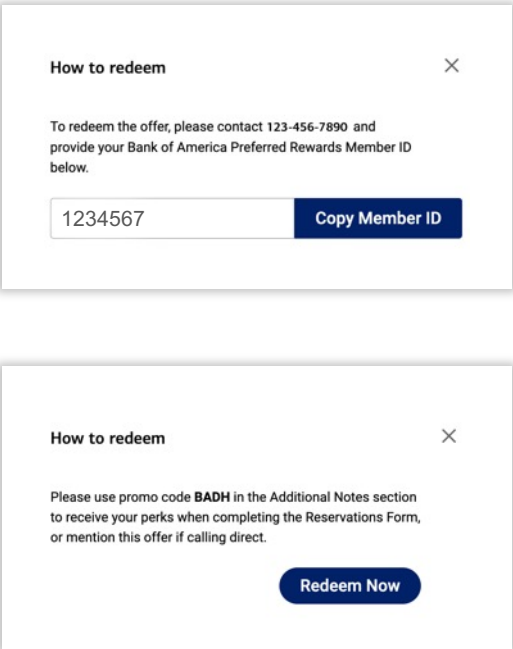 How to redeem
To redeem the offer, please contact 123-456-7890 and
provide your Bank of America Preferred Rewards Member ID
below.
1234567
Copy Member ID
How to redeem
Please use promo code BADH in the Additional Notes section
to receive your perks when completing the Reservations Form,
or mention this offer if calling direct.
Redeem Now